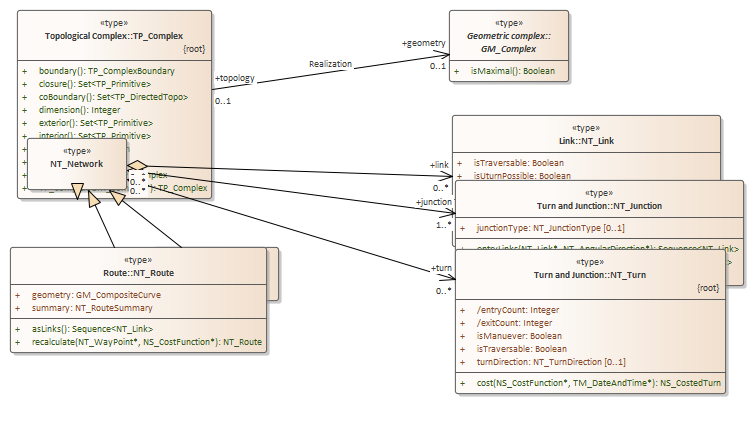 «type»
Topological Complex::TP_Complex
{root}
+ boundary(): TP_ComplexBoundary
+ closure(): Set<TP_Primitive>
+ coBoundary(): Set<TP_DirectedTopo>
+ dimension(): Integer
+ exterior(): Set<TP_Primitive>
+ interior(): Set<TP_Primitive>
+
+
+ plex
+ ): TP_Complex
«type»
NT_Network
+topology
0..1
Realization
+geometry
0..1
«type»
Geometric complex::
GM_Complex
+ isMaximal(): Boolean
0..*
0..*
+link
0..*
+junction
1..*
+turn
0..*
«type»
Link::NT_Link
+ isTraversable: Boolean
+ isUturnPossible: Boolean
«type»
Turn and Junction::NT_Junction
+ junctionType: NT_JunctionType [0..1]
+ entryLinks(NT_Link*, NT_AngularDirection*): Sequence<NT_Link>
«type»
Turn and Junction::NT_Turn
{root}
+ /entryCount: Integer
+ /exitCount: Integer
+ isManuever: Boolean
+ isTraversable: Boolean
+ turnDirection: NT_TurnDirection [0..1]
+ cost(NS_CostFunction*, TM_DateAndTime*): NS_CostedTurn
«type»
Route::NT_Route
+ geometry: GM_CompositeCurve
+ summary: NT_RouteSummary
+ asLinks(): Sequence<NT_Link>
+ recalculate(NT_WayPoint*, NS_CostFunction*): NT_Route